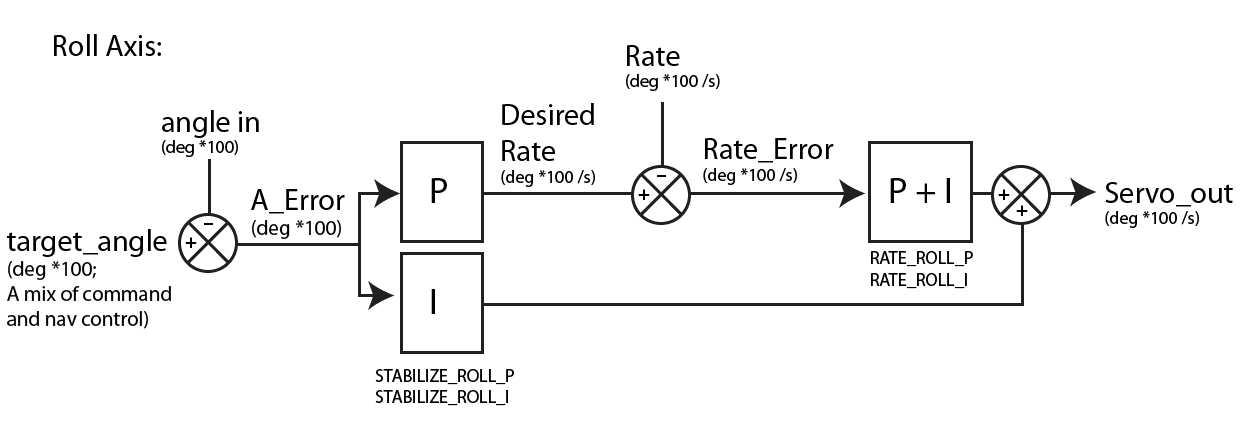 Roll Axis:
Rate
(deg *100 /s)
angle in
(deg *100)
Desired
Rate
(deg *100 /s)
Rate_Error
(deg *100 /s)
A_Error
(deg *100)
target_angle
(deg *100;
A mix of command
and nav control)
−
+
P
−
+
P + I
+
+
Servo_out
(deg *100 /s)
RATE_ROLL_P
RATE_ROLL_I
I
STABILIZE_ROLL_P
STABILIZE_ROLL_I